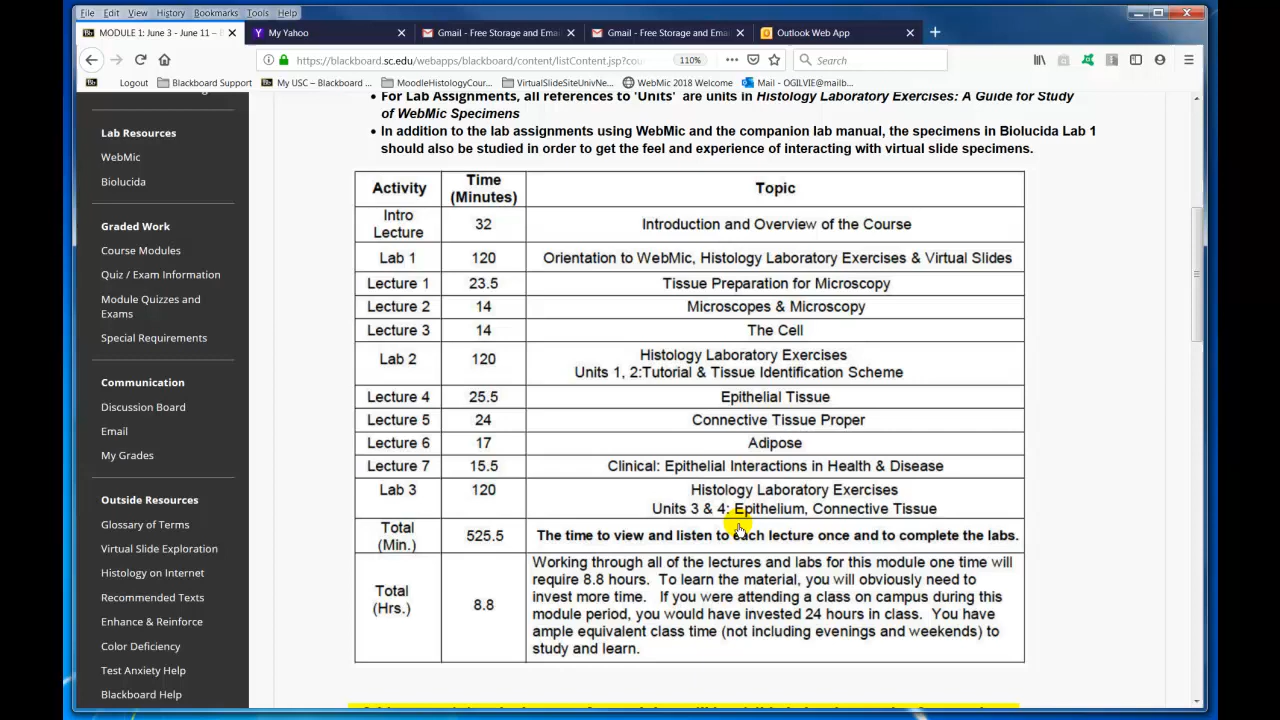 File Edit View History Bookmarks Tools Help
MODULE 1: June 3 - June 11 –
My Yahoo
Gmail - Free Storage and Emai
Gmail - Free Storage and Emai
Outlook Web App
https://blackboard.sc.edu/webapps/blackboard/content/listContent.jsp?cou
110%
Search
Logout
Blackboard Support
My USC – Blackboard ...
MoodleHistologyCour...
VirtualSlideSiteUnivNe...
WebMic 2018 Welcome
Mail - OGILVIE@mailb...
Lab Resources
WebMic
Biolucida
Graded Work
Course Modules
Quiz / Exam Information
Module Quizzes and
Exams
Special Requirements
Communication
Discussion Board
Email
My Grades
Outside Resources
Glossary of Terms
Virtual Slide Exploration
Histology on Internet
Recommended Texts
Enhance & Reinforce
Color Deficiency
Test Anxiety Help
Blackboard Help
• For Lab Assignments, all references to 'Units' are units in Histology Laboratory Exercises: A Guide for Study
of WebMic Specimens
• In addition to the lab assignments using WebMic and the companion lab manual, the specimens in Biolucida Lab 1
should also be studied in order to get the feel and experience of interacting with virtual slide specimens.
Activity Time (Minutes) Topic
Intro Lecture 32 Introduction and Overview of the Course
Lab 1 120 Orientation to WebMic, Histology Laboratory Exercises & Virtual Slides
Lecture 1 23.5 Tissue Preparation for Microscopy
Lecture 2 14 Microscopes & Microscopy
Lecture 3 14 The Cell
Lab 2 120 Histology Laboratory Exercises
Units 1, 2:Tutorial & Tissue Identification Scheme
Lecture 4 25.5 Epithelial Tissue
Lecture 5 24 Connective Tissue Proper
Lecture 6 17 Adipose
Lecture 7 15.5 Clinical: Epithelial Interactions in Health & Disease
Lab 3 120 Histology Laboratory Exercises
Units 3 & 4: Epithelium, Connective Tissue
Total (Min.) 525.5 The time to view and listen to each lecture once and to complete the labs.
Total (Hrs.) 8.8 Working through all of the lectures and labs for this module one time will
require 8.8 hours. To learn the material, you will obviously need to
invest more time. If you were attending a class on campus during this
module period, you would have invested 24 hours in class. You have
ample equivalent class time (not including evenings and weekends) to
study and learn.